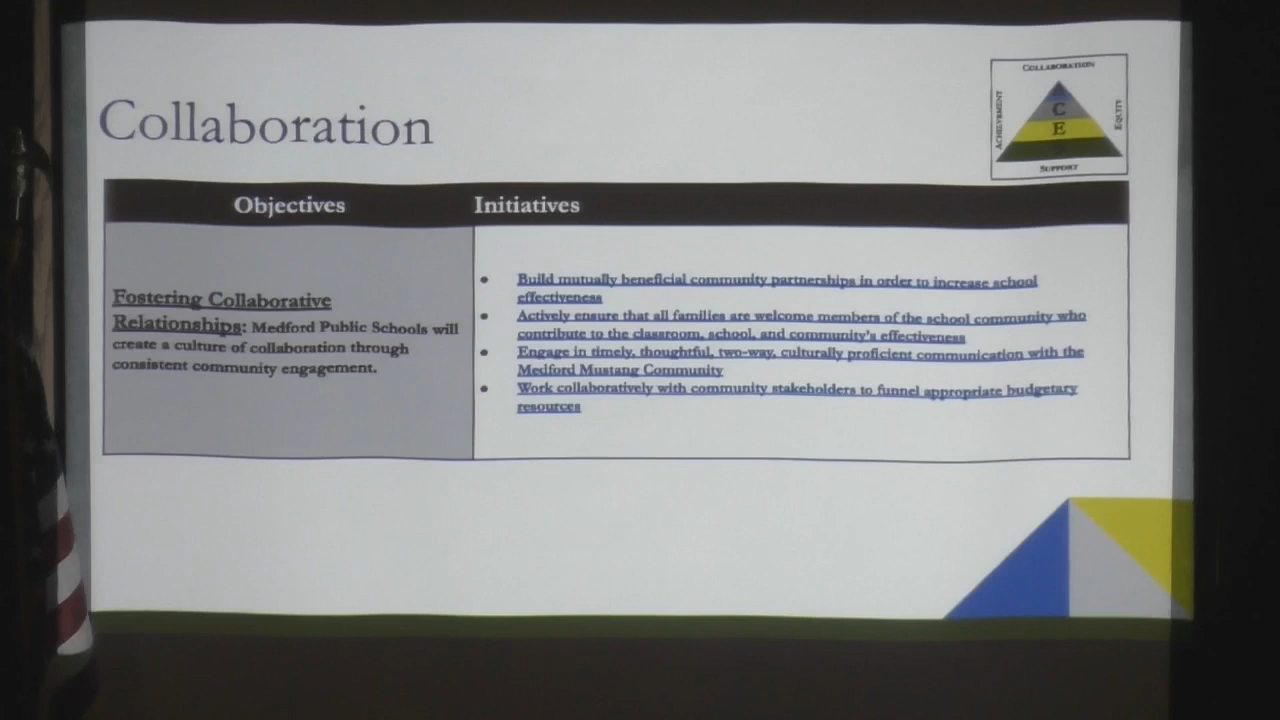 Collaboration
COLLABORATION
ACHIEVEMENT
C
E
EQUITY
SUPPORT
Objectives
Initiatives
Fostering Collaborative
Relationships: Medford Public Schools will
create a culture of collaboration through
consistent community engagement.
• Build mutually beneficial community partnerships in order to increase school
effectiveness
• Actively ensure that all families are welcome members of the school community who
contribute to the classroom, school, and community's effectiveness
• Engage in timely, thoughtful, two-way, culturally proficient communication with the
Medford Mustang Community
• Work collaboratively with community stakeholders to funnel appropriate budgetary
resources